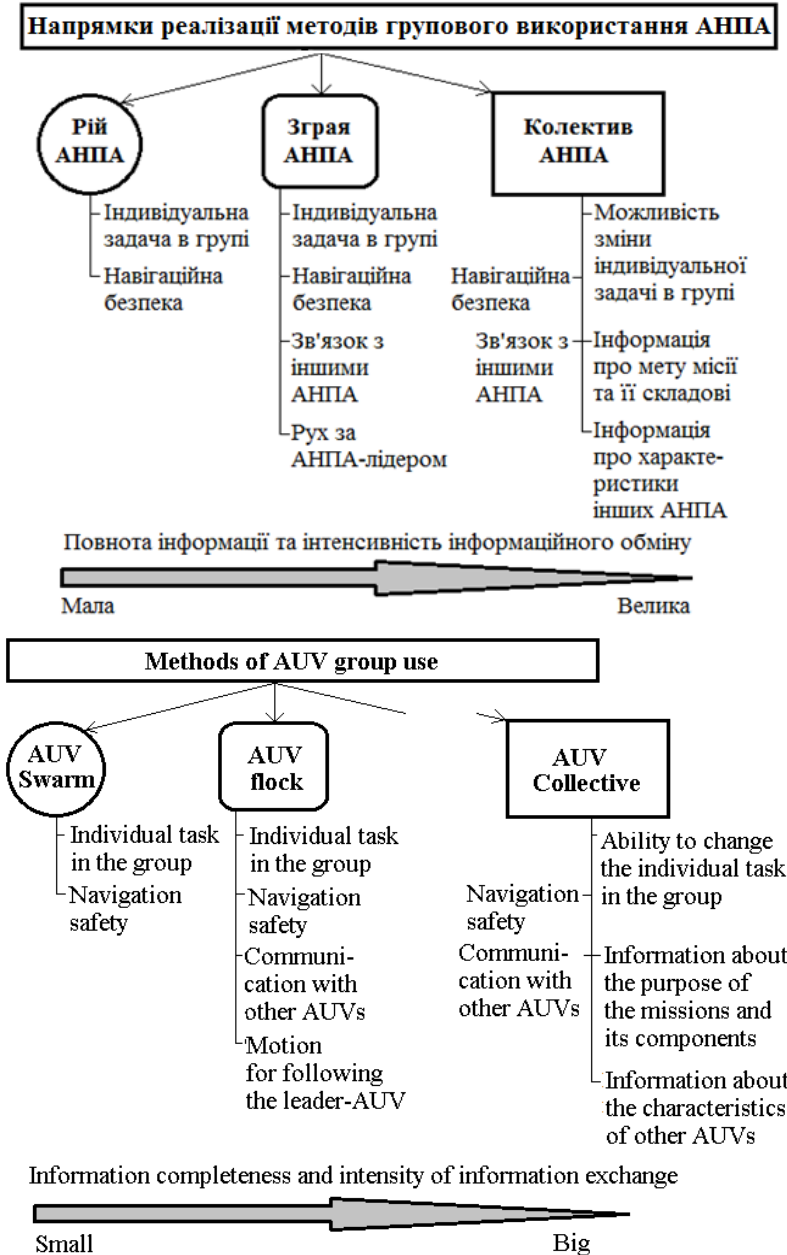 Напрямки реалізації методів групового використання АНПА
Рій
АНПА
Зграя
АНПА
Колектив
АНПА
Індивідуальна
задача в групі
Навігаційна
безпека
Індивідуальна
задача в групі
Навігаційна
безпека
Зв'язок з
іншими
АНПА
Рух за
АНПА-лідером
Навігаційна
безпека
Зв'язок з
іншими
АНПА
Можливість
зміни
індивідуальної
задачі в групі
Інформація
про мету місії
та її складові
Інформація
про характе-
ристики
інших АНПА
Повнота інформації та інтенсивність інформаційного обміну
Мала
Велика
Methods of AUV group use
AUV
Swarm
AUV
flock
AUV
Collective
Individual task
in the group
Navigation
safety
Individual task
in the group
Navigation
safety
Communi-
cation with
other AUVs
Motion
for following
the leader-AUV
Navigation
safety
Communi-
cation with
other AUVs
Ability to change
the individual task
in the group
Information about
the purpose of
the missions and
its components
Information about
the characteristics
of other AUVs
Information completeness and intensity of information exchange
Small
Big